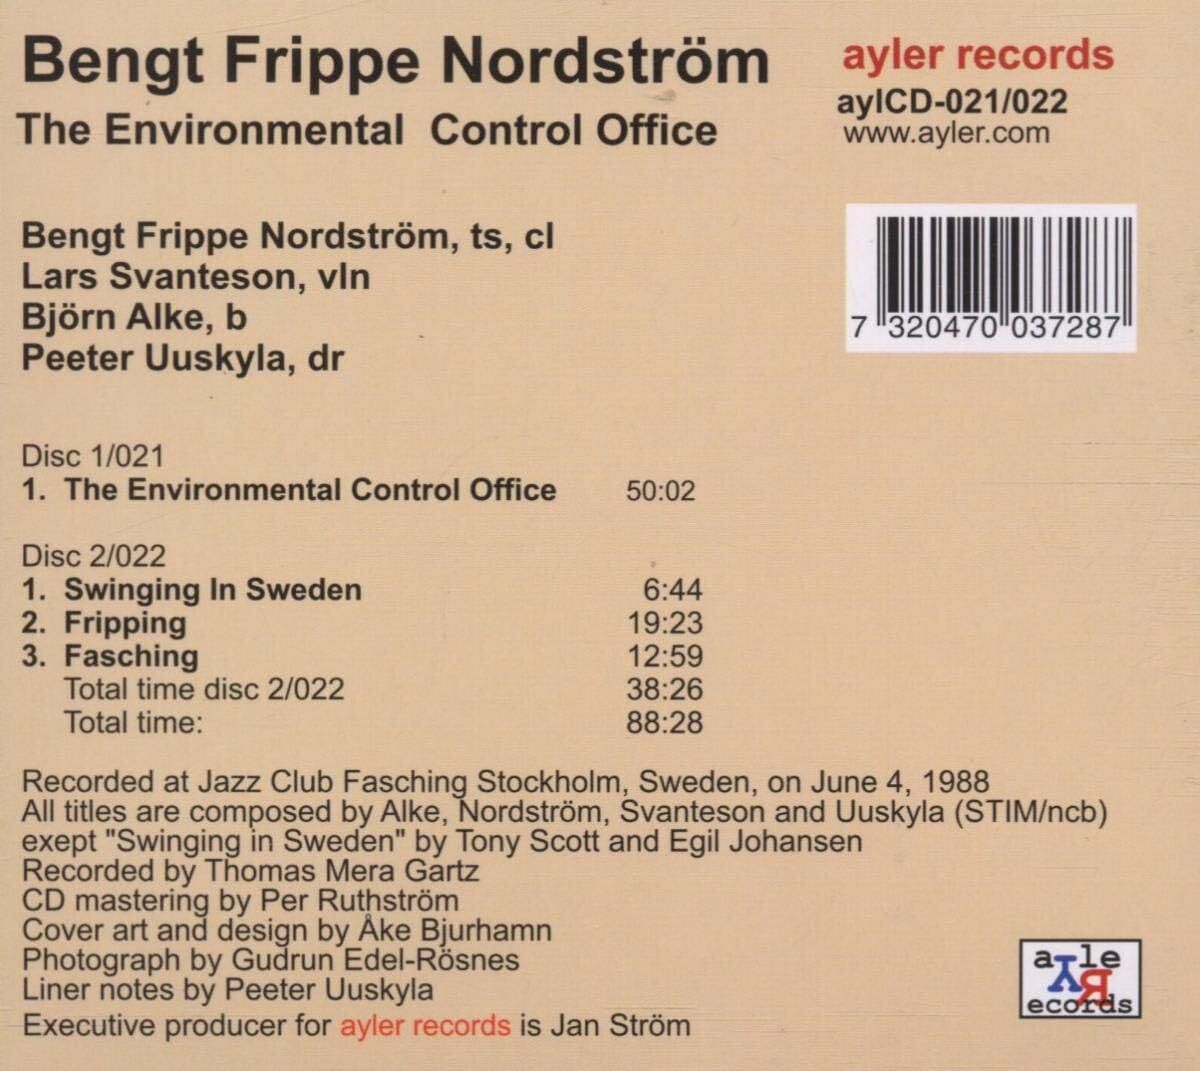 Bengt Frippe Nordström
The Environmental Control Office
ayler records
aylCD-021/022
www.ayler.com
Bengt Frippe Nordström, ts, cl
Lars Svanteson, vln
Björn Alke, b
Peeter Uuskyla, dr
7 320470 037287
Disc 1/021
1. The Environmental Control Office 50:02
Disc 2/022
1. Swinging In Sweden 6:44
2. Fripping 19:23
3. Fasching 12:59
Total time disc 2/022 38:26
Total time: 88:28
Recorded at Jazz Club Fasching Stockholm, Sweden, on June 4, 1988
All titles are composed by Alke, Nordström, Svanteson and Uuskyla (STIM/ncb)
exept "Swinging in Sweden" by Tony Scott and Egil Johansen
Recorded by Thomas Mera Gartz
CD mastering by Per Ruthström
Cover art and design by Åke Bjurhamn
Photograph by Gudrun Edel-Rösnes
Liner notes by Peeter Uuskyla
Executive producer for ayler records is Jan Ström
ayle
R
ecords